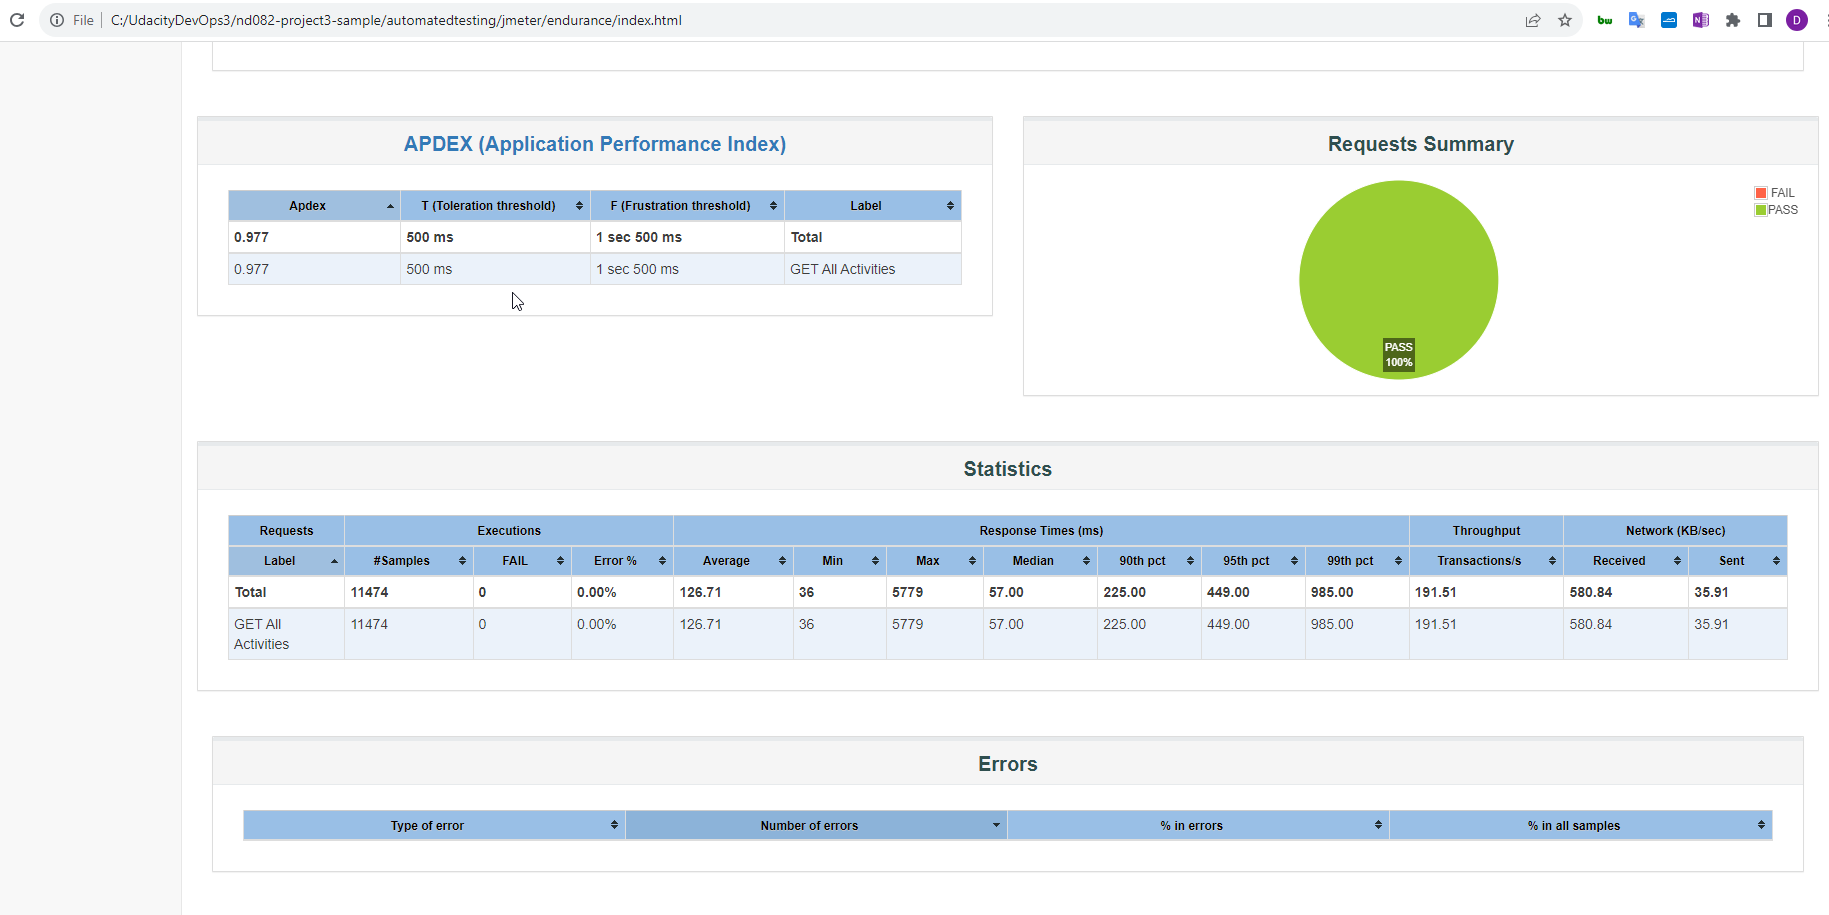 File C:/UdacityDevOps3/nd082-project3-sample/automatedtesting/jmeter/endurance/index.html
bw
G
N
D
APDEX (Application Performance Index)
Apdex T (Toleration threshold) F (Frustration threshold) Label
0.977 500 ms 1 sec 500 ms Total
0.977 500 ms 1 sec 500 ms GET All Activities
Requests Summary
FAIL
PASS
PASS
100%
Statistics
Requests Executions Response Times (ms) Throughput Network (KB/sec)
Label #Samples FAIL Error % Average Min Max Median 90th pct 95th pct 99th pct Transactions/s Received Sent
Total 11474 0 0.00% 126.71 36 5779 57.00 225.00 449.00 985.00 191.51 580.84 35.91
GET All 11474 0 0.00% 126.71 36 5779 57.00 225.00 449.00 985.00 191.51 580.84 35.91
Activities
Errors
Type of error Number of errors % in errors % in all samples